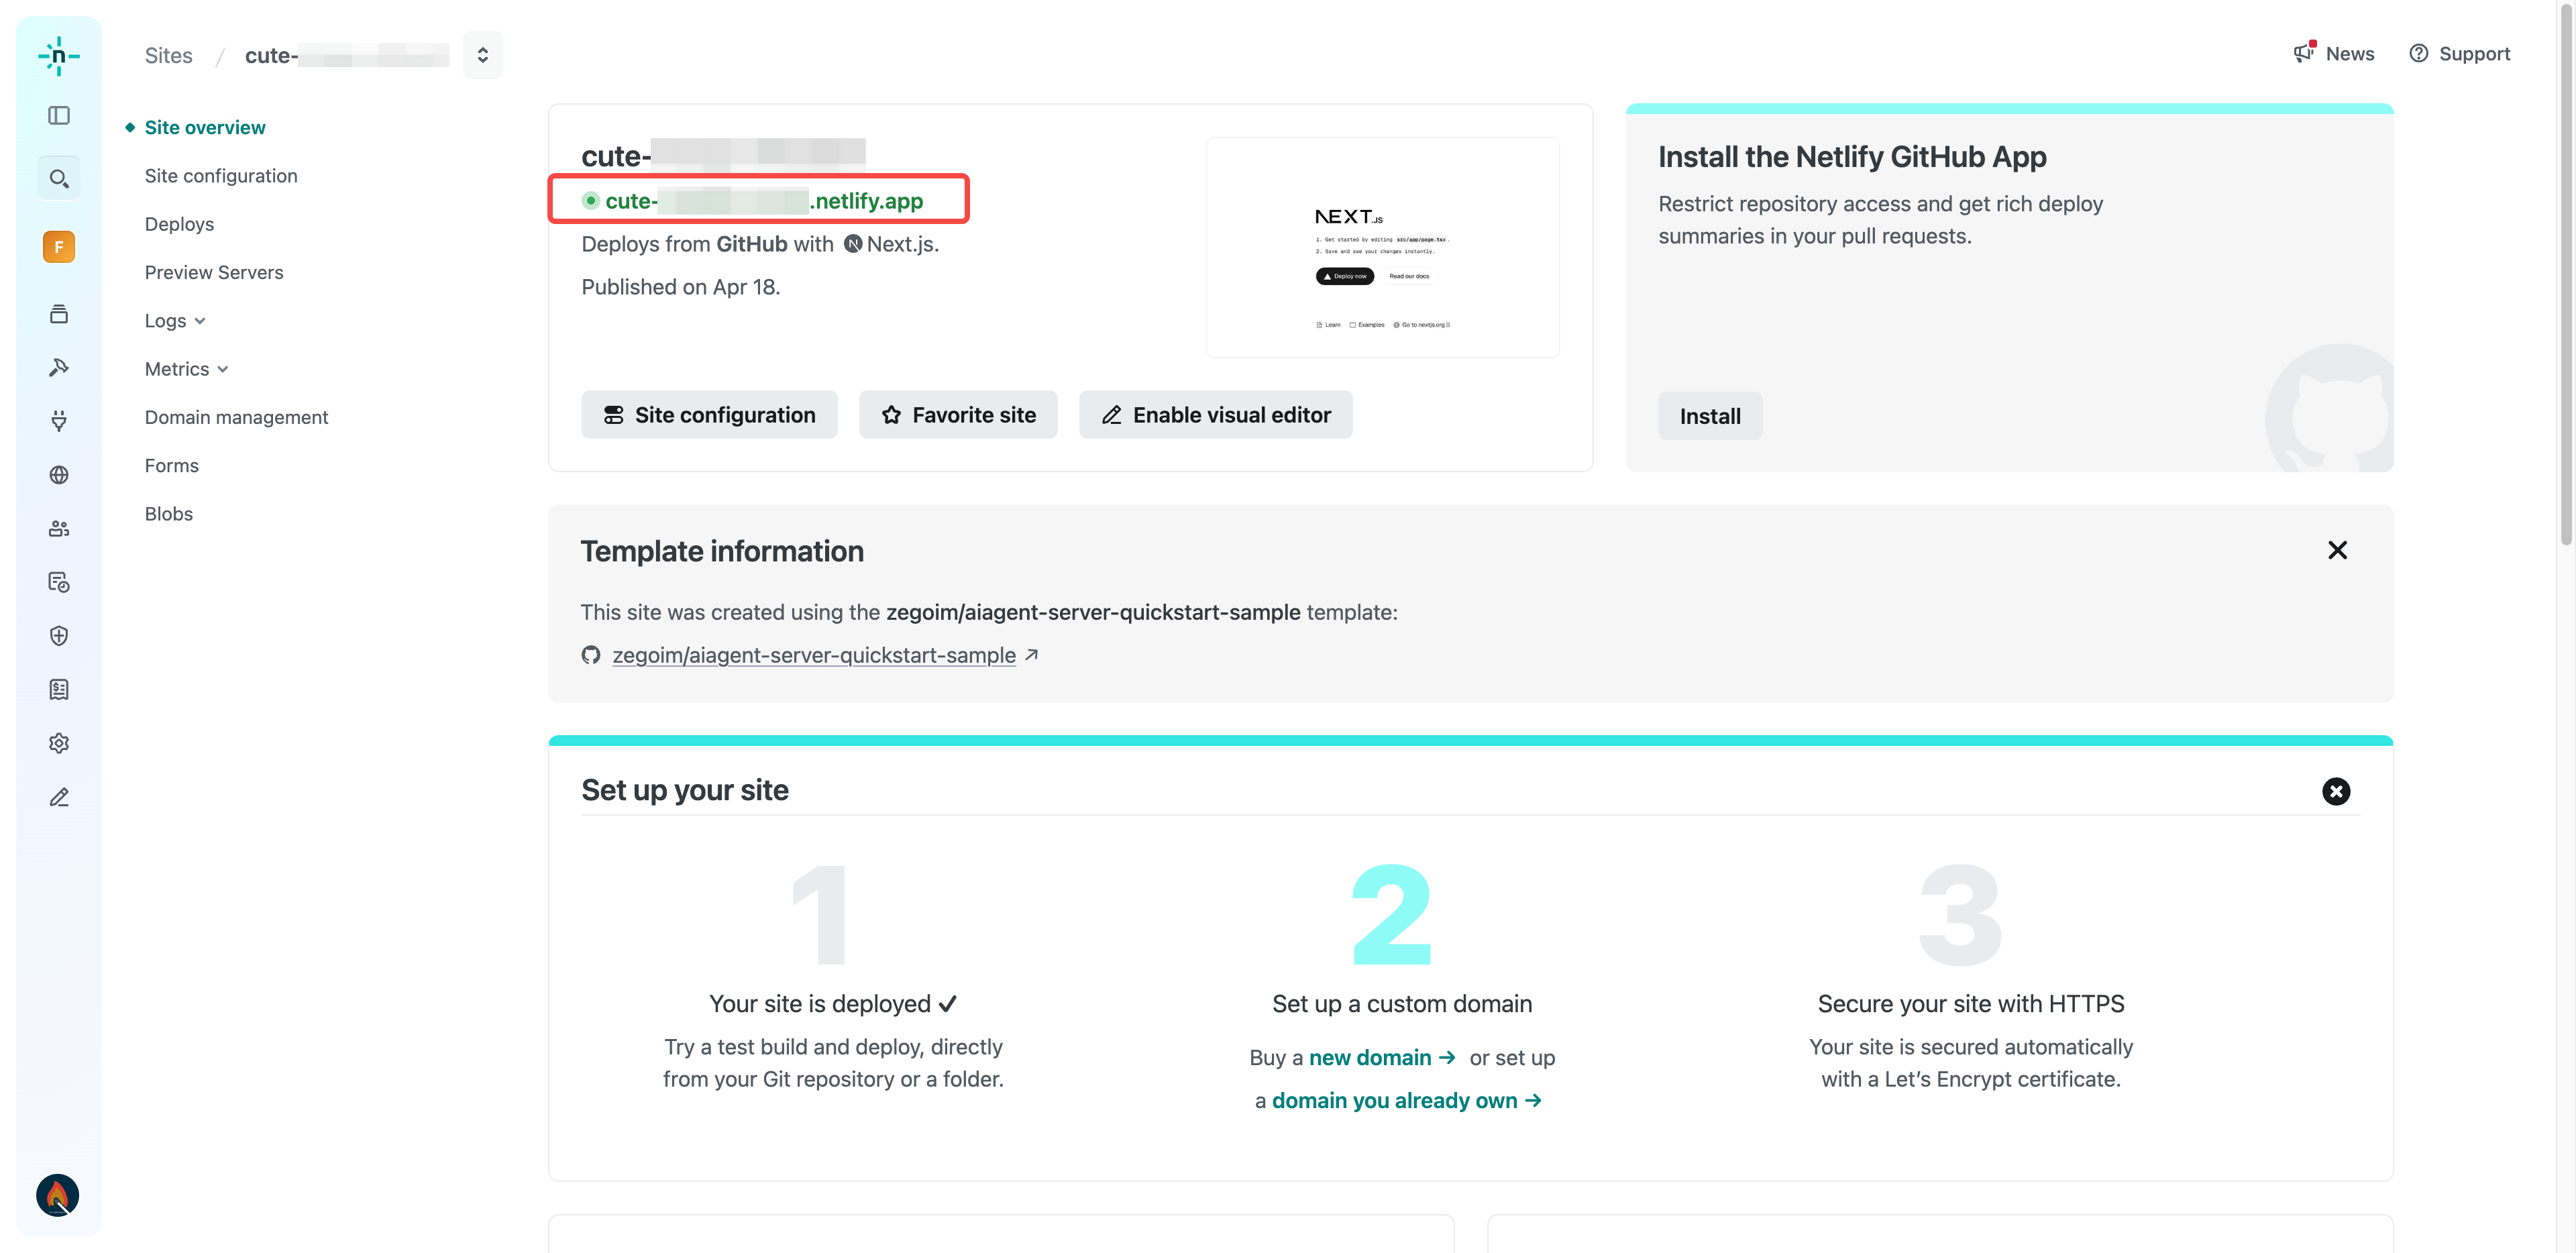 Sites / cute-
News
Support
Site overview
Site configuration
Deploys
Preview Servers
Logs
Metrics
Domain management
Forms
Blobs
F
cute-
cute- .netlify.app
Deploys from GitHub with N Next.js.
Published on Apr 18.
NEXT.JS
1. Get started by editing src/app/page.tsx.
2. Save and see your changes instantly.
Deploy now
Read our docs
Learn
Examples
Go to nextjs.org
Site configuration
Favorite site
Enable visual editor
Install the Netlify GitHub App
Restrict repository access and get rich deploy
summaries in your pull requests.
Install
Template information
This site was created using the zegoim/aiagent-server-quickstart-sample template:
zegoim/aiagent-server-quickstart-sample ↗
Set up your site
1
Your site is deployed ✓
Try a test build and deploy, directly
from your Git repository or a folder.
2
Set up a custom domain
Buy a new domain → or set up
a domain you already own →
3
Secure your site with HTTPS
Your site is secured automatically
with a Let’s Encrypt certificate.